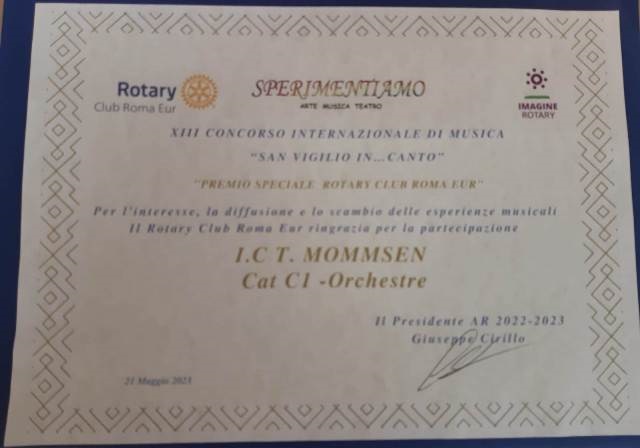 Rotary
Club Roma Eur
SPERIMENTIAMO
ARTE MUSICA TEATRO
IMAGINE
ROTARY
XIII CONCORSO INTERNAZIONALE DI MUSICA
"SAN VIGILIO IN...CANTO"
"PREMIO SPECIALE ROTARY CLUB ROMA EUR"
Per l'interesse, la diffusione e lo scambio delle esperienze musicali
Il Rotary Club Roma Eur ringrazia per la partecipazione
I.C T. MOMMSEN
Cat C1 -Orchestre
Il Presidente AR 2022-2023
Giuseppe Cirillo
21 Maggio 2023